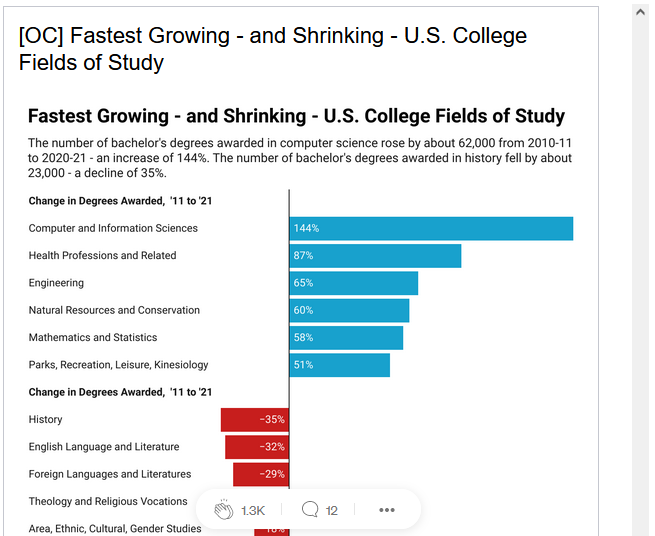 [OC] Fastest Growing - and Shrinking - U.S. College
Fields of Study
Fastest Growing - and Shrinking - U.S. College Fields of Study
The number of bachelor's degrees awarded in computer science rose by about 62,000 from 2010-11
to 2020-21 - an increase of 144%. The number of bachelor's degrees awarded in history fell by about
23,000 - a decline of 35%.
Change in Degrees Awarded, '11 to '21
Computer and Information Sciences 144%
Health Professions and Related 87%
Engineering 65%
Natural Resources and Conservation 60%
Mathematics and Statistics 58%
Parks, Recreation, Leisure, Kinesiology 51%
Change in Degrees Awarded, '11 to '21
History −35%
English Language and Literature −32%
Foreign Languages and Literatures −29%
Theology and Religious Vocations
1.3K 12
Area, Ethnic, Cultural, Gender Studies